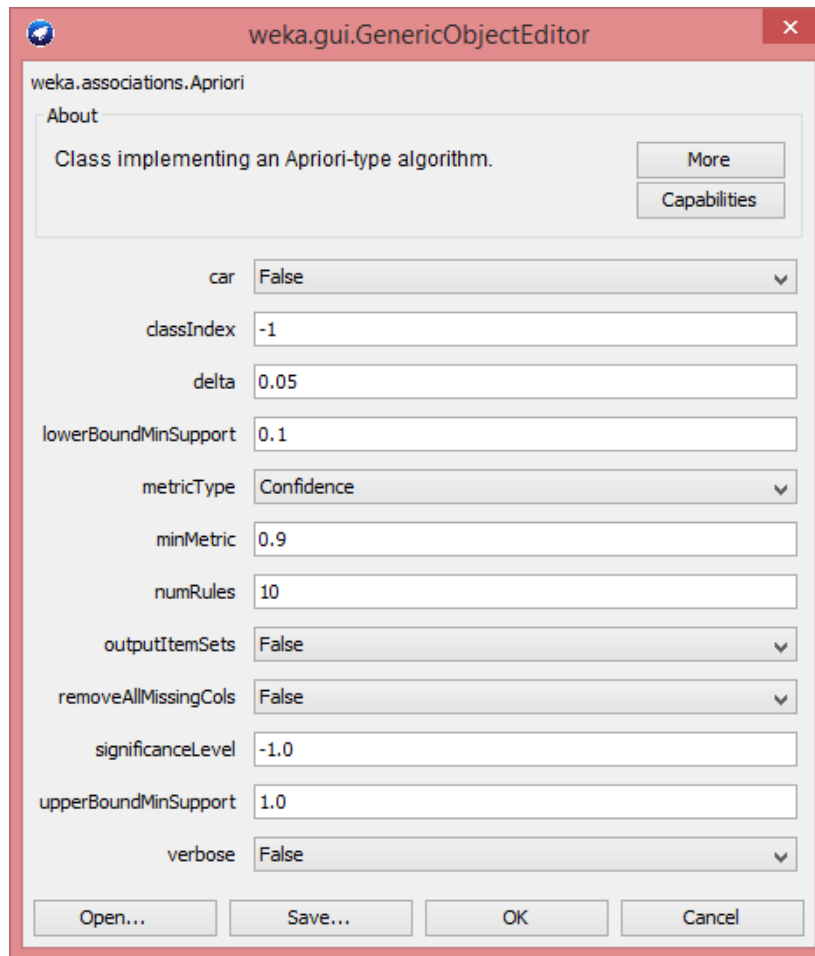 weka.gui.GenericObjectEditor
weka.associations.Apriori
About
Class implementing an Apriori-type algorithm.
More
Capabilities
car False
classIndex -1
delta 0.05
lowerBoundMinSupport 0.1
metricType Confidence
minMetric 0.9
numRules 10
outputItemSets False
removeAllMissingCols False
significanceLevel -1.0
upperBoundMinSupport 1.0
verbose False
Open... Save... OK Cancel